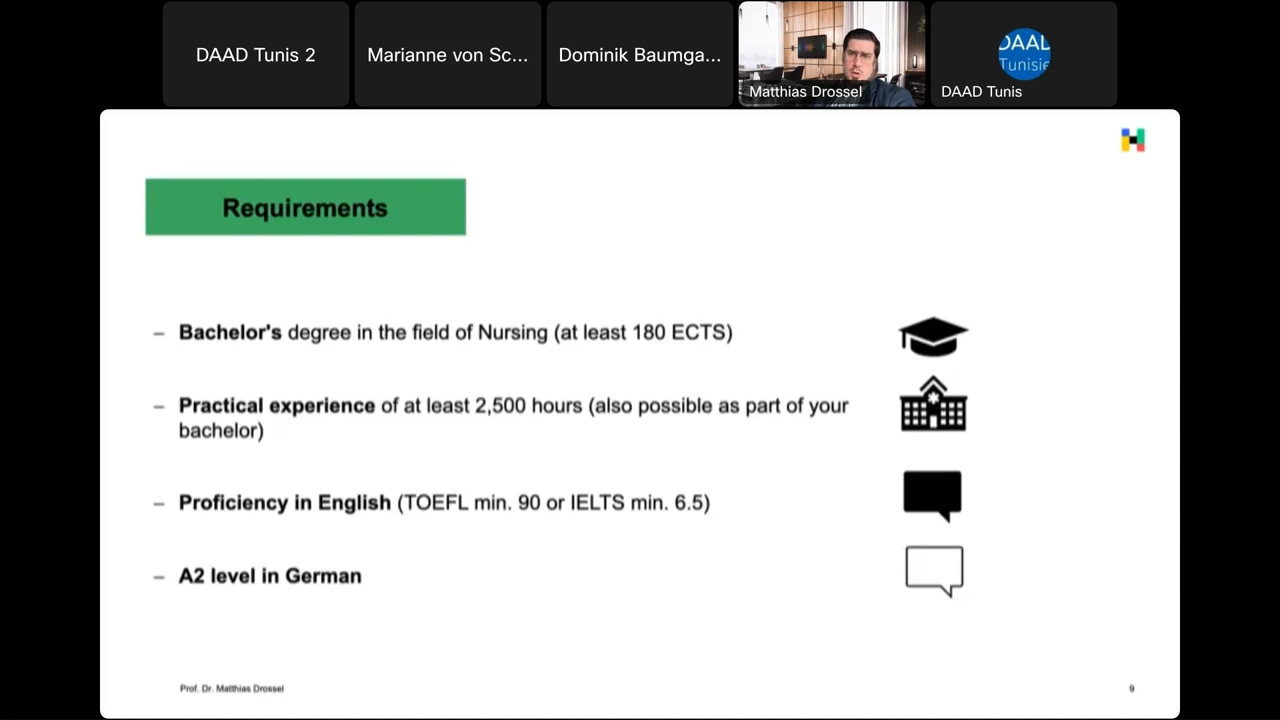 DAAD Tunis 2
Marianne von Sc...
Dominik Baumga...
Matthias Drossel
DAAD
Tunisie
DAAD Tunis
Requirements
– Bachelor's degree in the field of Nursing (at least 180 ECTS)
– Practical experience of at least 2,500 hours (also possible as part of your
bachelor)
– Proficiency in English (TOEFL min. 90 or IELTS min. 6.5)
– A2 level in German
Prof. Dr. Matthias Drossel
9